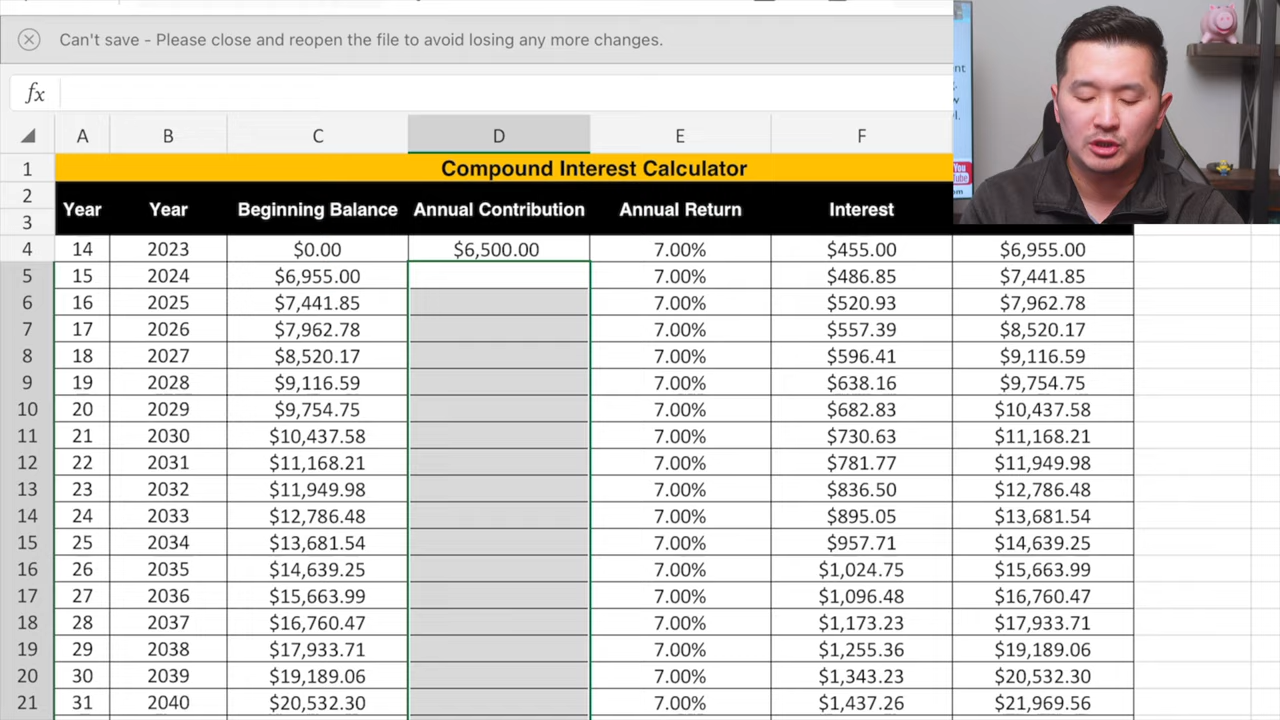 Can't save - Please close and reopen the file to avoid losing any more changes.
fx
A B C D E F
1 Compound Interest Calculator
2
3
Year Year Beginning Balance Annual Contribution Annual Return Interest
4 14 2023 $0.00 $6,500.00 7.00% $455.00 $6,955.00
5 15 2024 $6,955.00 7.00% $486.85 $7,441.85
6 16 2025 $7,441.85 7.00% $520.93 $7,962.78
7 17 2026 $7,962.78 7.00% $557.39 $8,520.17
8 18 2027 $8,520.17 7.00% $596.41 $9,116.59
9 19 2028 $9,116.59 7.00% $638.16 $9,754.75
10 20 2029 $9,754.75 7.00% $682.83 $10,437.58
11 21 2030 $10,437.58 7.00% $730.63 $11,168.21
12 22 2031 $11,168.21 7.00% $781.77 $11,949.98
13 23 2032 $11,949.98 7.00% $836.50 $12,786.48
14 24 2033 $12,786.48 7.00% $895.05 $13,681.54
15 25 2034 $13,681.54 7.00% $957.71 $14,639.25
16 26 2035 $14,639.25 7.00% $1,024.75 $15,663.99
17 27 2036 $15,663.99 7.00% $1,096.48 $16,760.47
18 28 2037 $16,760.47 7.00% $1,173.23 $17,933.71
19 29 2038 $17,933.71 7.00% $1,255.36 $19,189.06
20 30 2039 $19,189.06 7.00% $1,343.23 $20,532.30
21 31 2040 $20,532.30 7.00% $1,437.26 $21,969.56
You